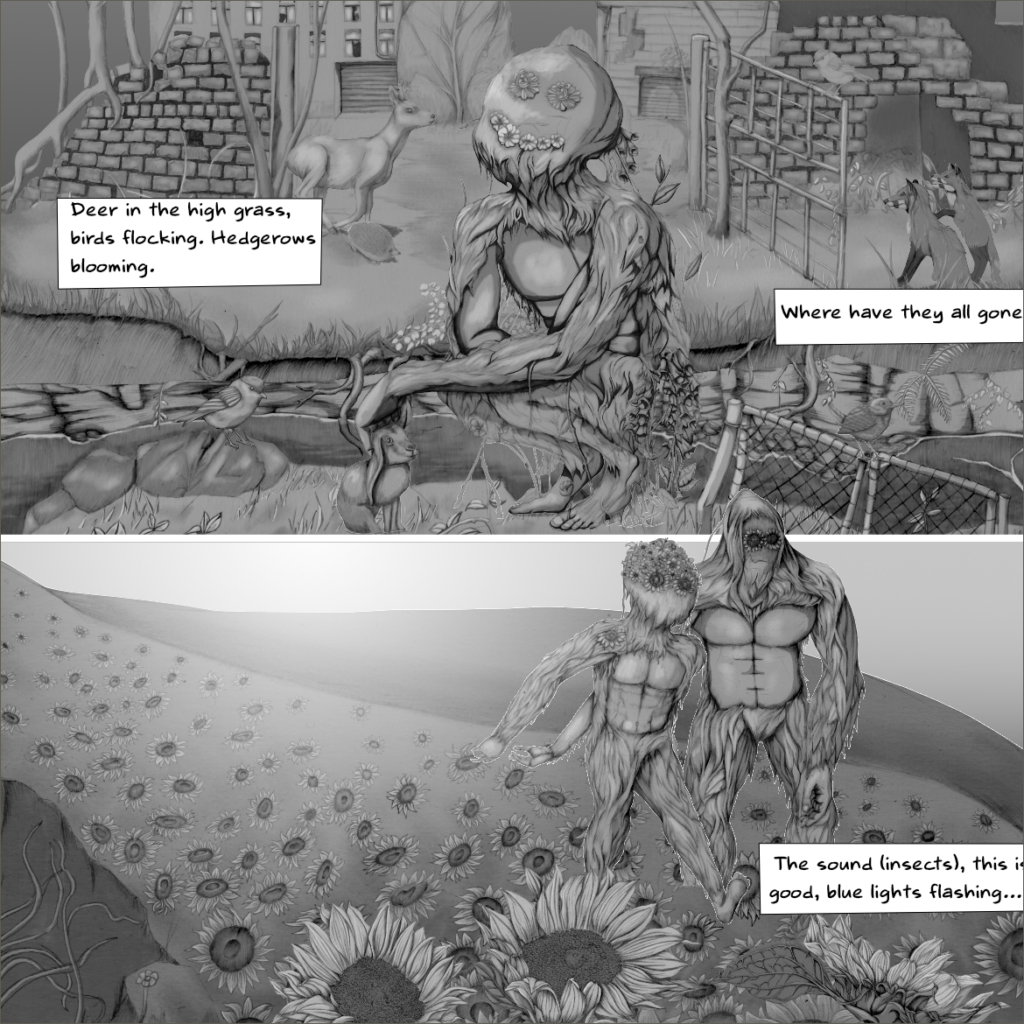 Deer in the high grass,
birds flocking. Hedgerows
blooming.
Where have they all gone
The sound (insects), this is
good, blue lights flashing...